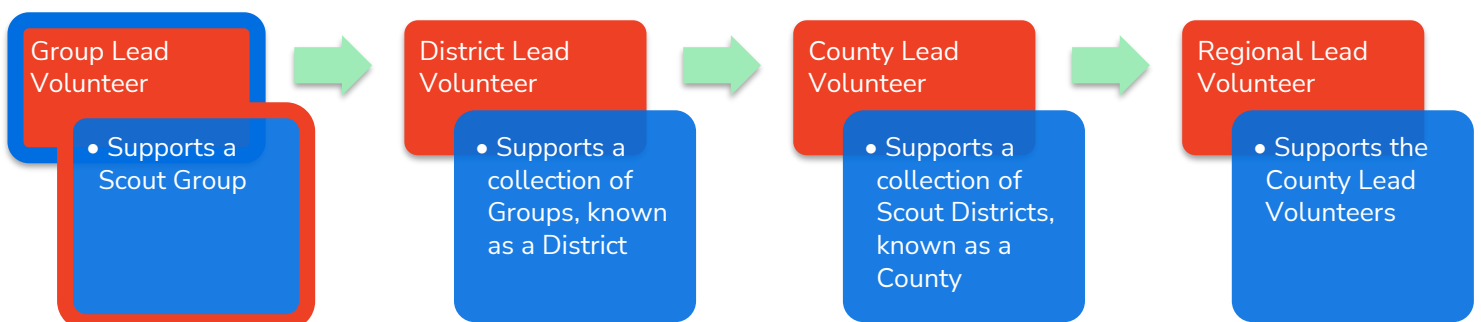 Group Lead
Volunteer
• Supports a
Scout Group
District Lead
Volunteer
• Supports a
collection of
Groups, known
as a District
County Lead
Volunteer
• Supports a
collection of
Scout Districts,
known as a
County
Regional Lead
Volunteer
• Supports the
County Lead
Volunteers